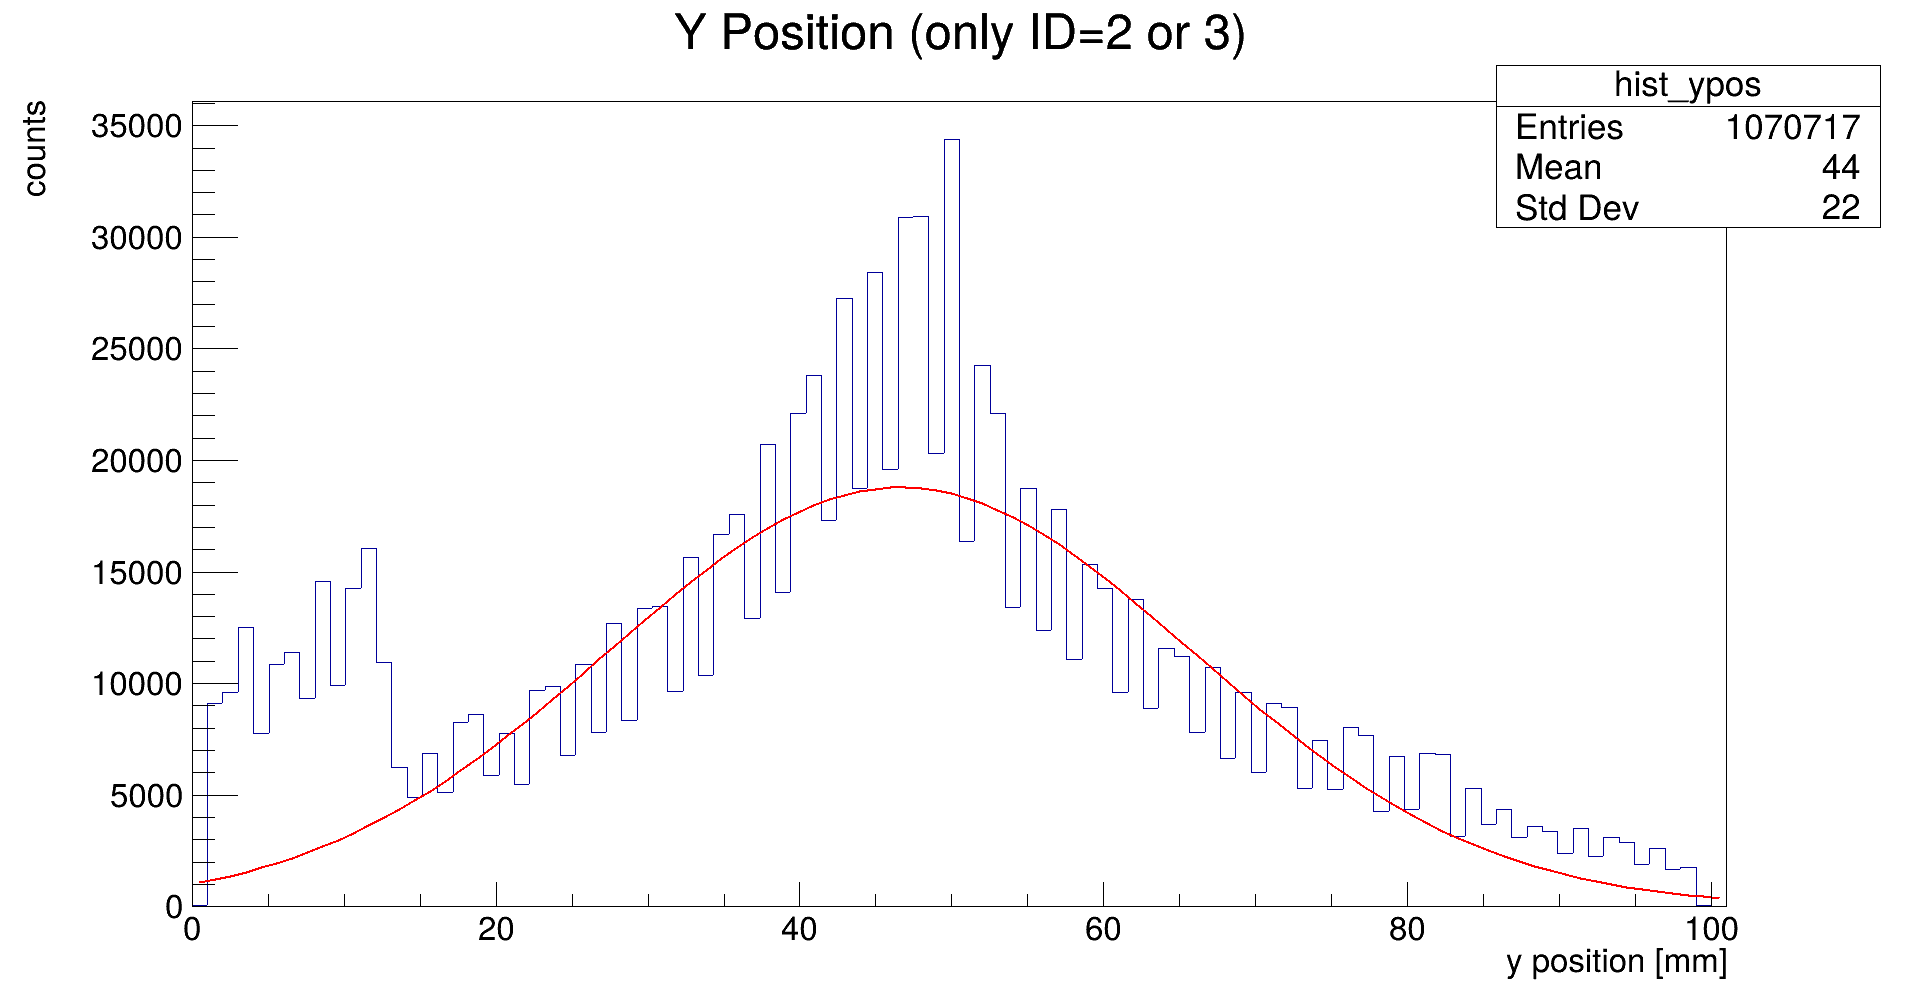 Y Position (only ID=2 or 3)
hist_ypos
Entries 1070717
Mean 44
Std Dev 22
counts
35000
30000
25000
20000
15000
10000
5000
0
0 20 40 60 80 100
y position [mm]